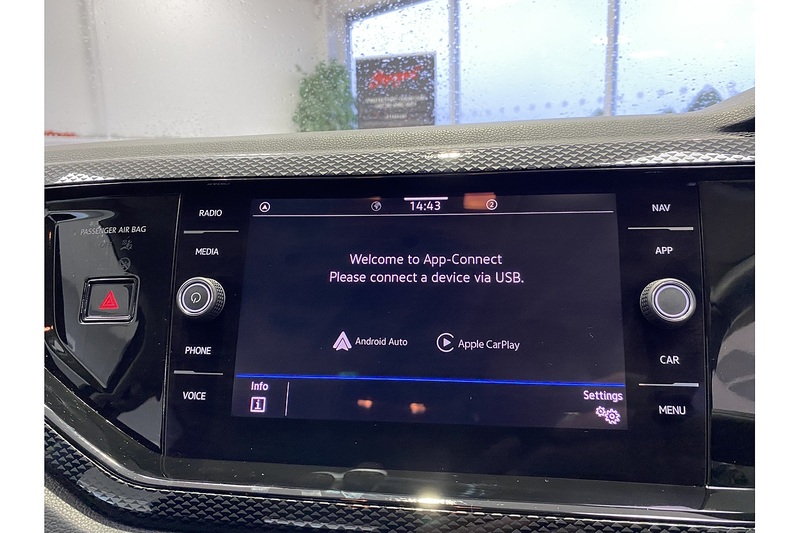 PASSENGER AIR BAG
RADIO
MEDIA
PHONE
VOICE
14:43
2
Welcome to App-Connect
Please connect a device via USB.
Android Auto
Apple CarPlay
Info
i
Settings
NAV
APP
CAR
MENU